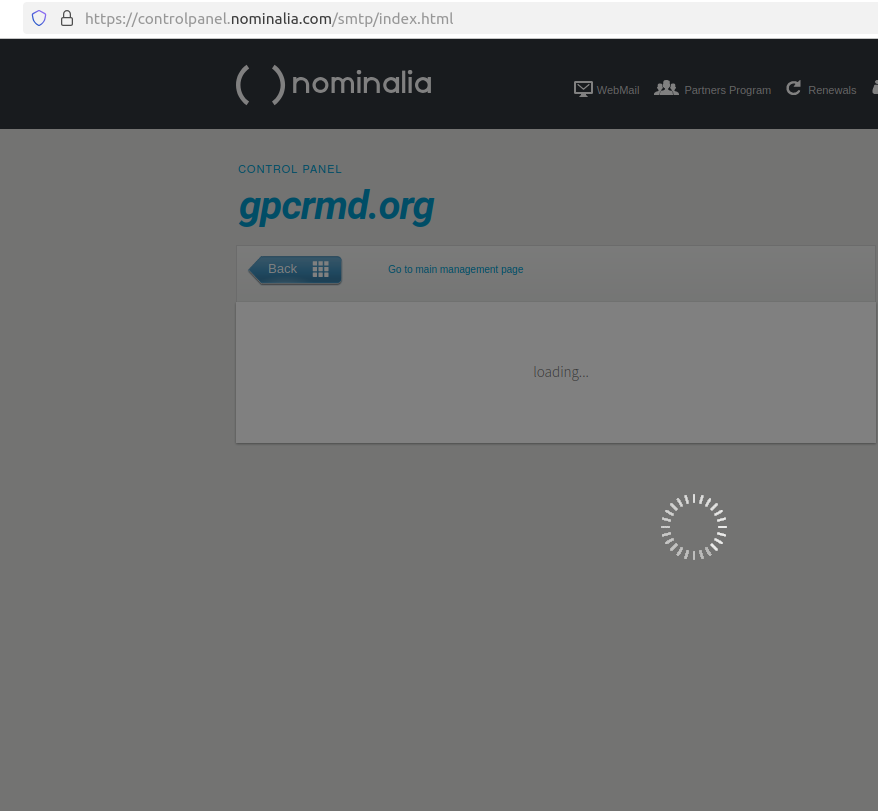 https://controlpanel.nominalia.com/smtp/index.html
nominalia
WebMail Partners Program Renewals
CONTROL PANEL
gpcrmd.org
Back Go to main management page
loading...